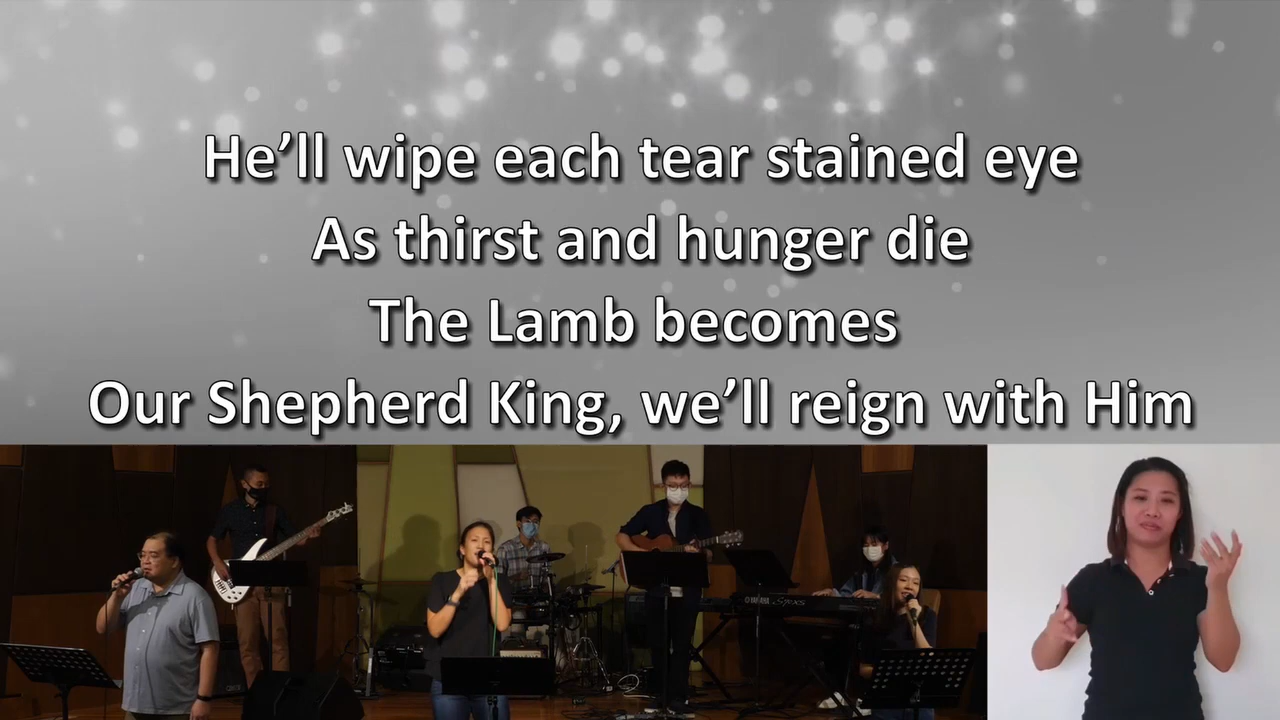 He’ll wipe each tear stained eye
As thirst and hunger die
The Lamb becomes
Our Shepherd King, we’ll reign with Him
YAMAHA